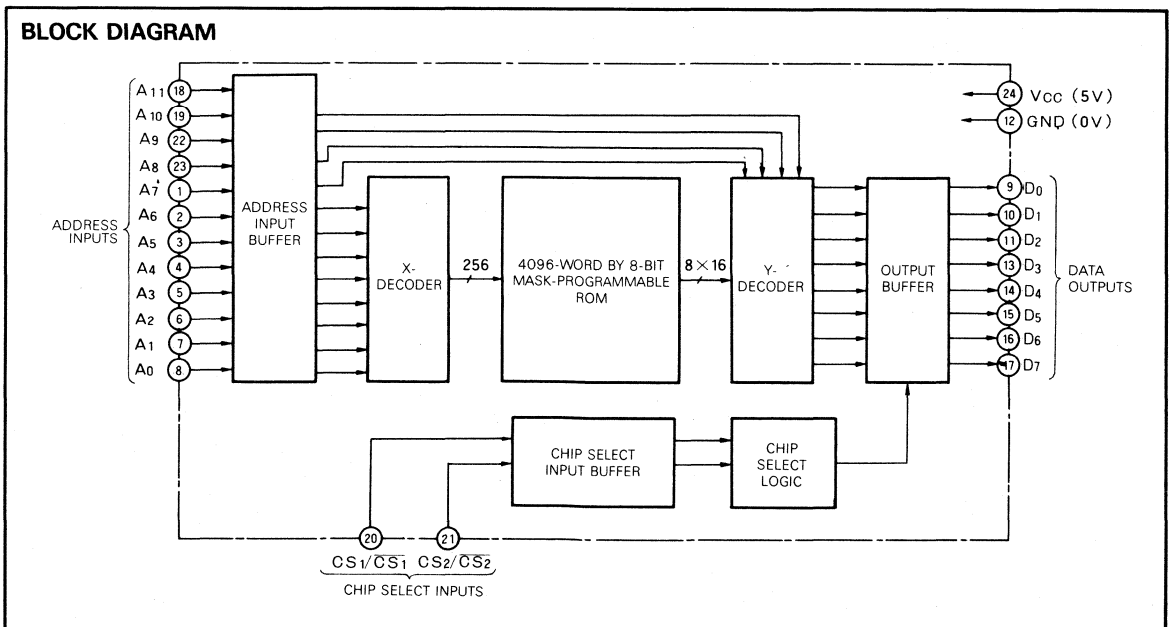 BLOCK DIAGRAM
A11 18
A10 19
A9 22
A8 23
A7 1
A6 2
A5 3
A4 4
A3 5
A2 6
A1 7
A0 8
ADDRESS
INPUTS
ADDRESS
INPUT
BUFFER
X-
DECODER
256
4096-WORD BY 8-BIT
MASK-PROGRAMMABLE
ROM
8×16
Y-
DECODER
OUTPUT
BUFFER
24 VCC (5V)
12 GND (0V)
9 D0
10 D1
11 D2
13 D3
14 D4
15 D5
16 D6
17 D7
DATA
OUTPUTS
CHIP SELECT
INPUT BUFFER
CHIP
SELECT
LOGIC
20 21
CS1/C̅S̅1̅ CS2/C̅S̅2̅
CHIP SELECT INPUTS